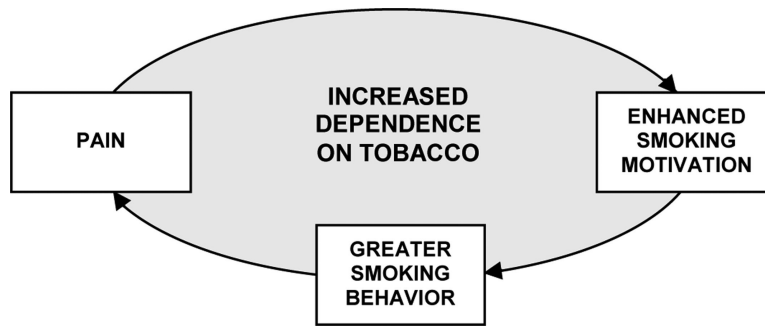 INCREASED
DEPENDENCE
ON TOBACCO
PAIN
ENHANCED
SMOKING
MOTIVATION
GREATER
SMOKING
BEHAVIOR